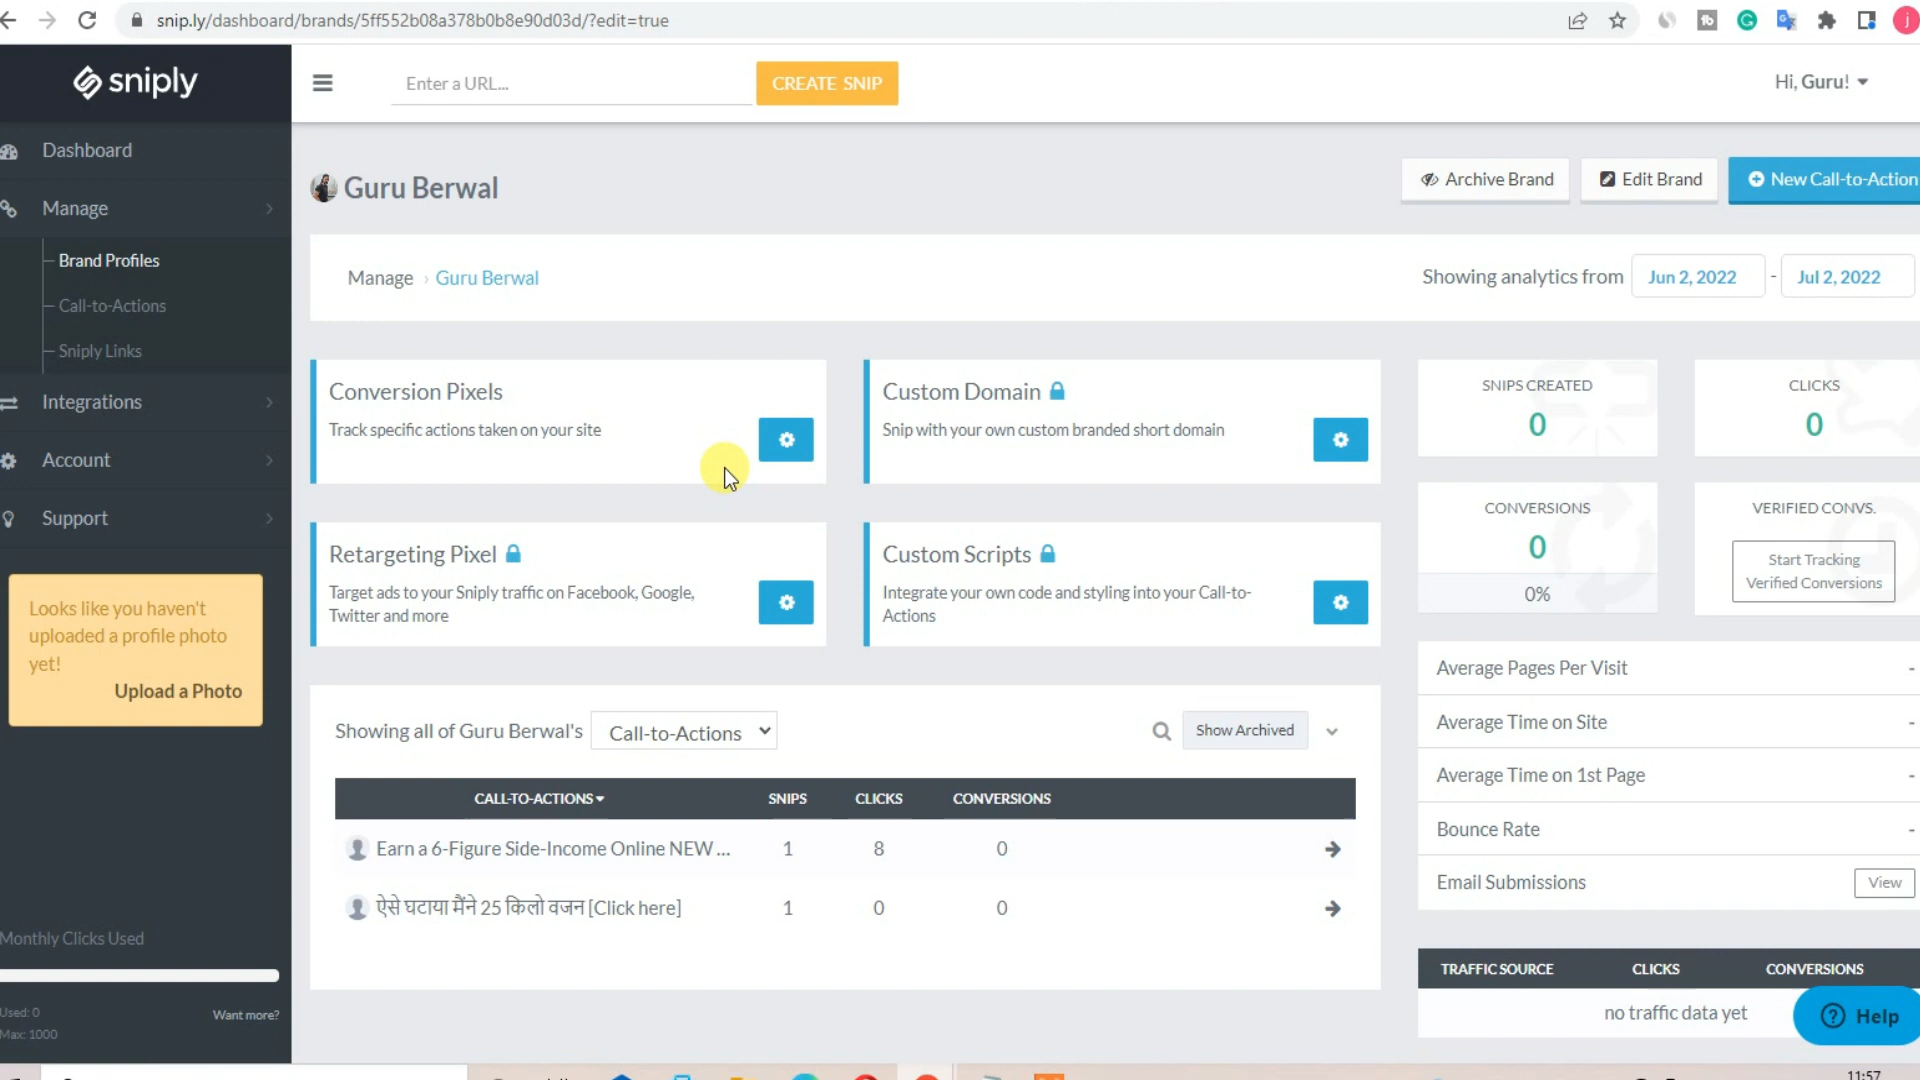 snip.ly/dashboard/brands/5ff552b08a378b0b8e90d03d/?edit=true
sniply
Enter a URL...
CREATE SNIP
Hi, Guru!
Dashboard
Manage
Brand Profiles
Call-to-Actions
Sniply Links
Integrations
Account
Support
Looks like you haven't
uploaded a profile photo
yet!
Upload a Photo
Monthly Clicks Used
Used: 0
Max: 1000
Want more?
Guru Berwal
Archive Brand
Edit Brand
New Call-to-Action
Manage › Guru Berwal
Showing analytics from Jun 2, 2022 - Jul 2, 2022
Conversion Pixels
Track specific actions taken on your site
Custom Domain
Snip with your own custom branded short domain
Retargeting Pixel
Target ads to your Sniply traffic on Facebook, Google,
Twitter and more
Custom Scripts
Integrate your own code and styling into your Call-to-
Actions
SNIPS CREATED
0
CLICKS
0
CONVERSIONS
0
0%
VERIFIED CONVS.
Start Tracking
Verified Conversions
Average Pages Per Visit -
Average Time on Site -
Average Time on 1st Page -
Bounce Rate -
Email Submissions View
Showing all of Guru Berwal's Call-to-Actions
Show Archived
CALL-TO-ACTIONS SNIPS CLICKS CONVERSIONS
Earn a 6-Figure Side-Income Online NEW ... 1 8 0
ऐसे घटाया मैंने 25 किलो वजन [Click here] 1 0 0
TRAFFIC SOURCE CLICKS CONVERSIONS
no traffic data yet
Help
11:57